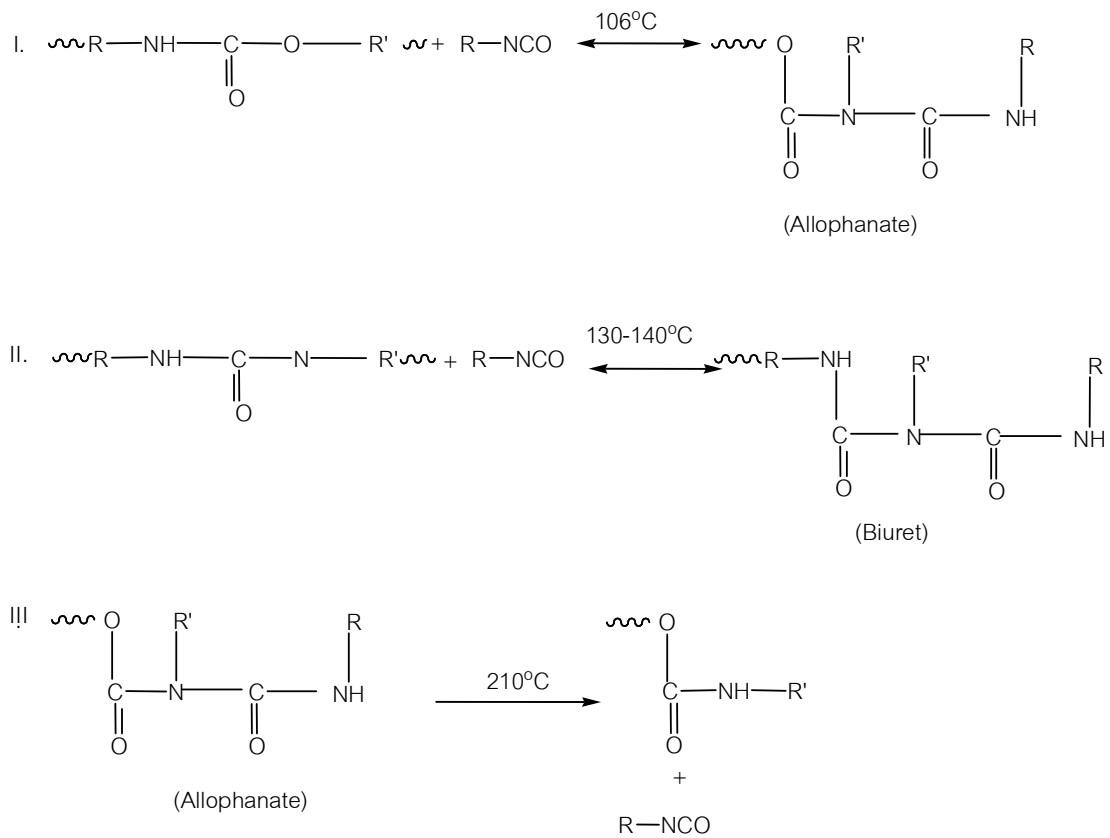 I. R—NH—C—O—R' + R—NCO 106°C O R' R
O
C—N—C—NH
O O
(Allophanate)
II. R—NH—C—N—R' + R—NCO 130-140°C R—NH R' R
O
C—N—C—NH
O O
(Biuret)
III O R' R 210°C O
C—N—C—NH C—NH—R'
O O O
(Allophanate) +
R—NCO